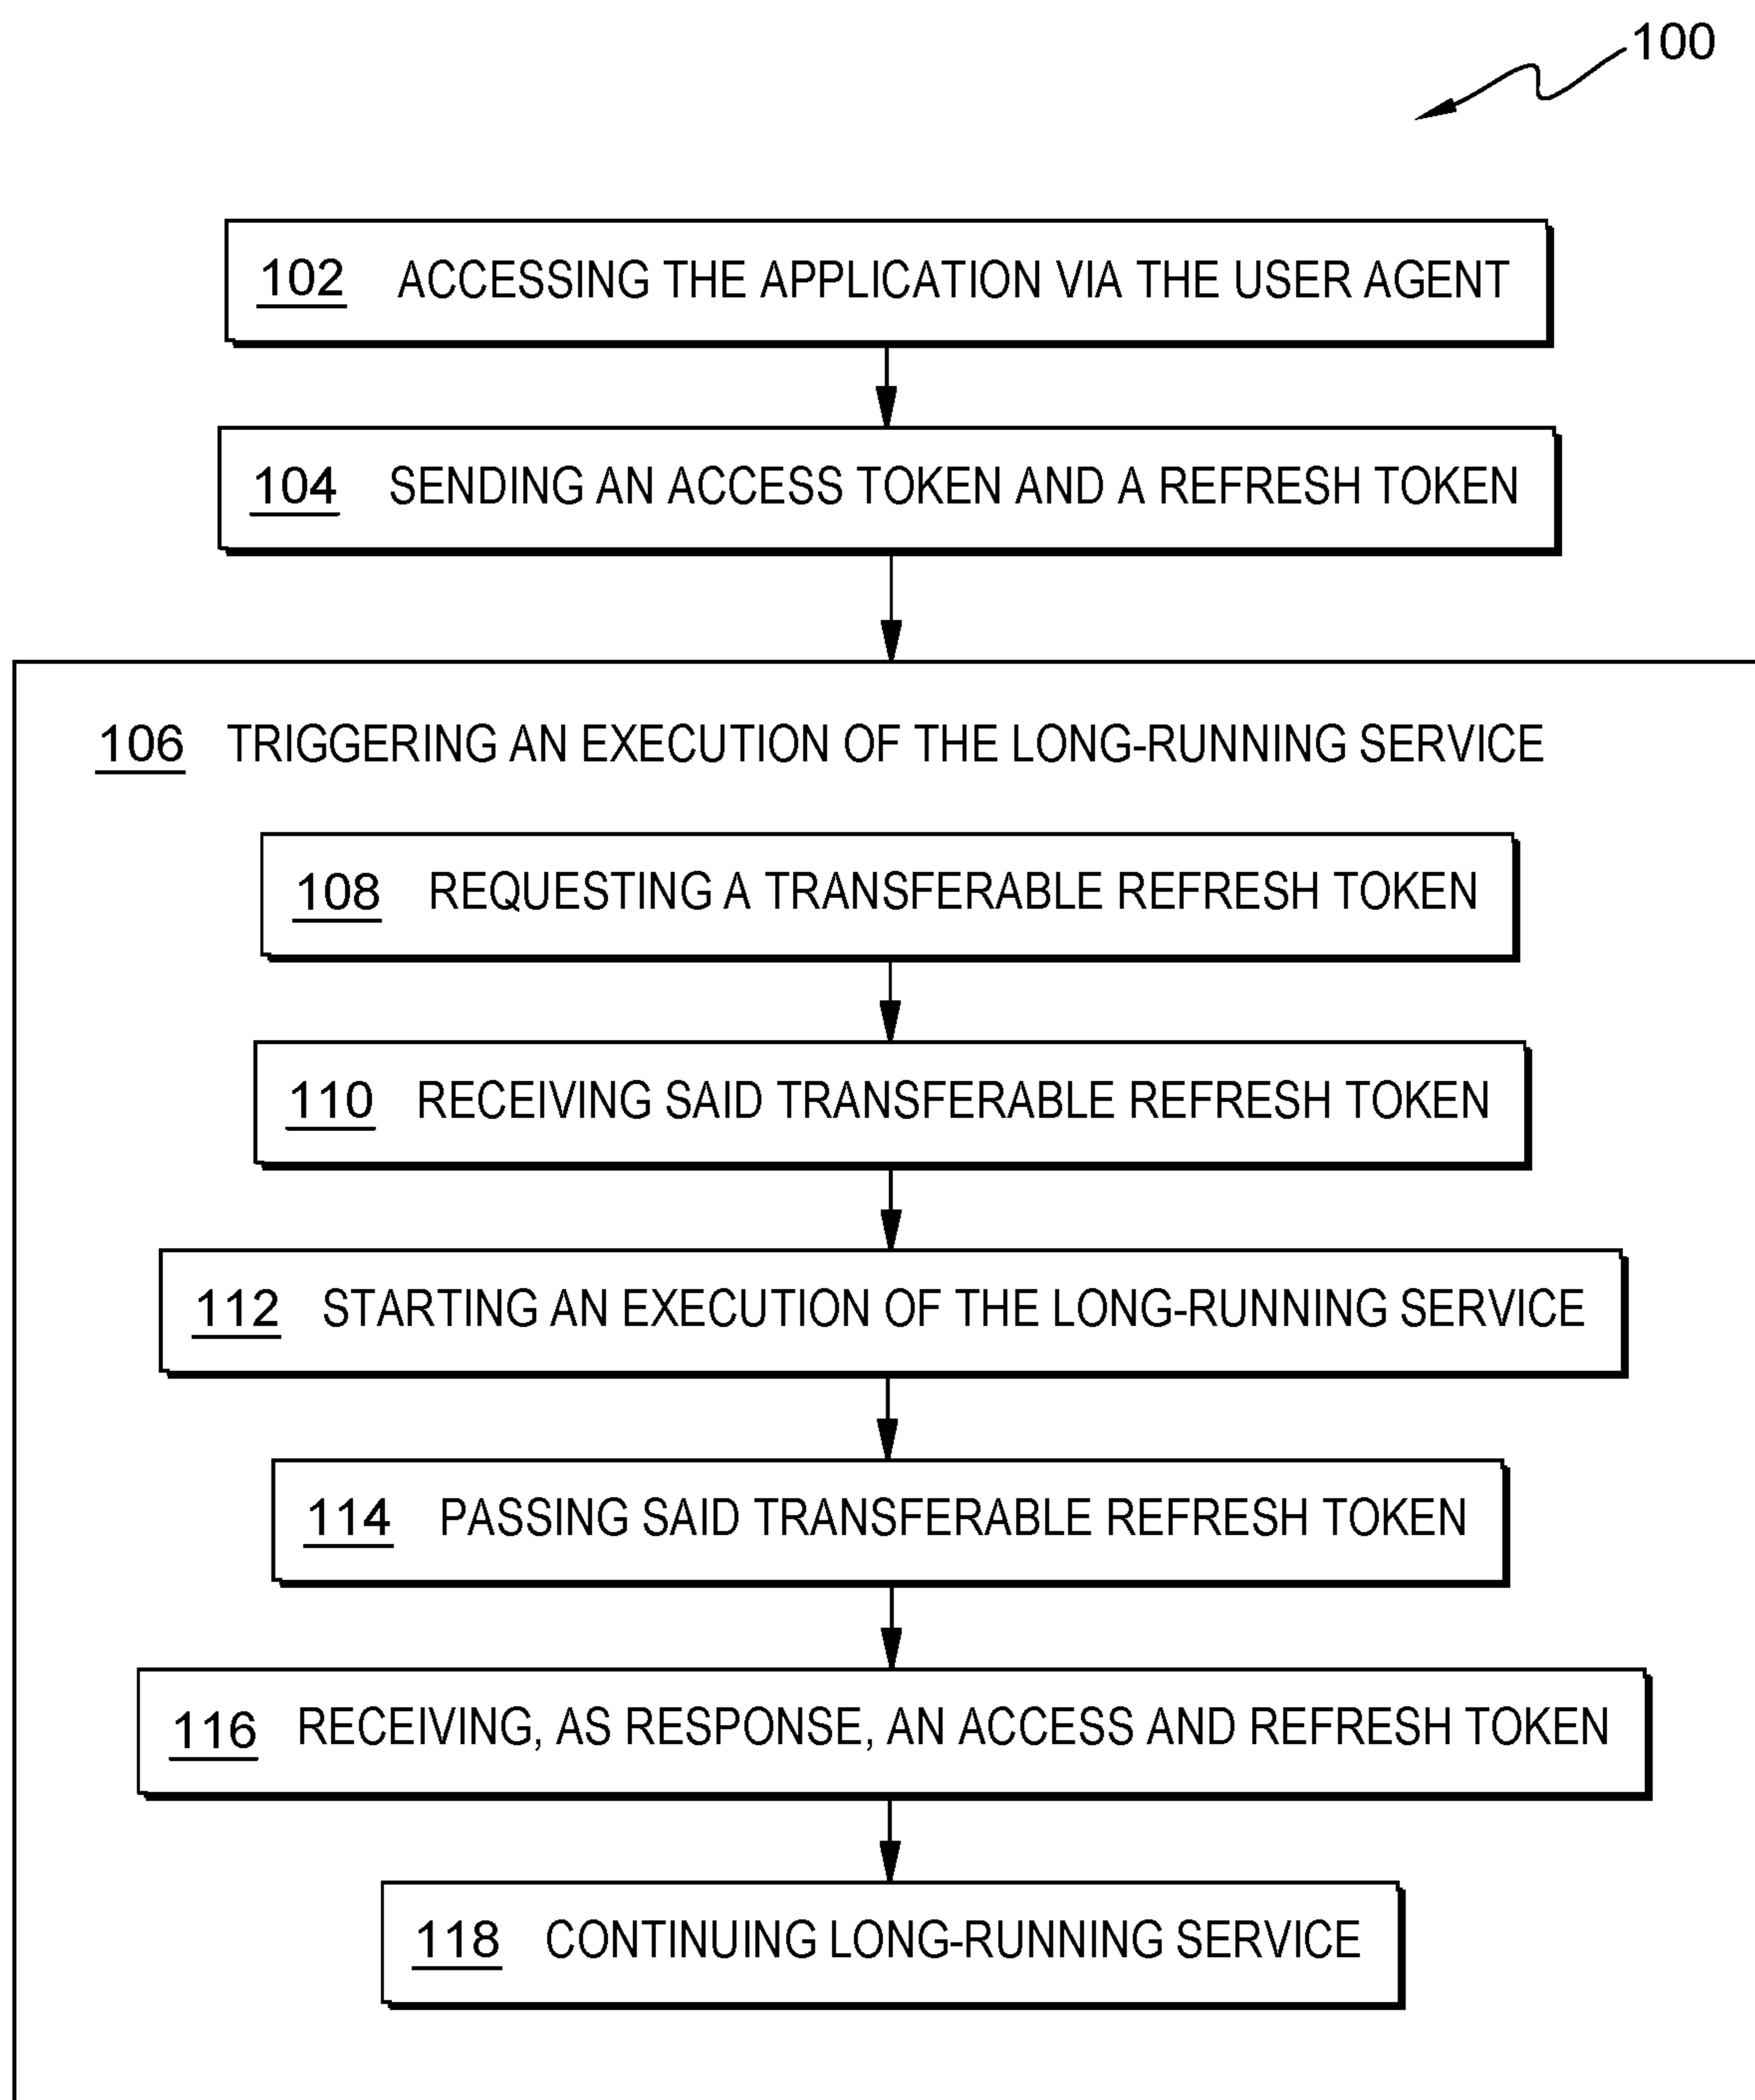 100
102 ACCESSING THE APPLICATION VIA THE USER AGENT
104 SENDING AN ACCESS TOKEN AND A REFRESH TOKEN
106 TRIGGERING AN EXECUTION OF THE LONG-RUNNING SERVICE
108 REQUESTING A TRANSFERABLE REFRESH TOKEN
110 RECEIVING SAID TRANSFERABLE REFRESH TOKEN
112 STARTING AN EXECUTION OF THE LONG-RUNNING SERVICE
114 PASSING SAID TRANSFERABLE REFRESH TOKEN
116 RECEIVING, AS RESPONSE, AN ACCESS AND REFRESH TOKEN
118 CONTINUING LONG-RUNNING SERVICE